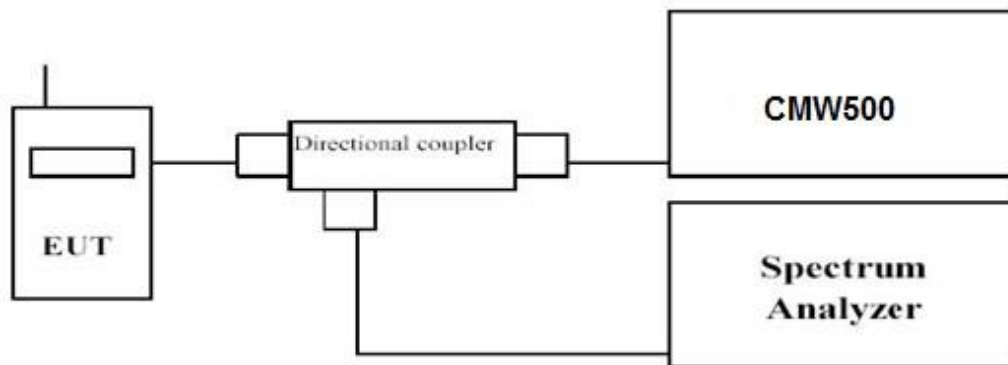 EUT
Directional coupler
CMW500
Spectrum
Analyzer